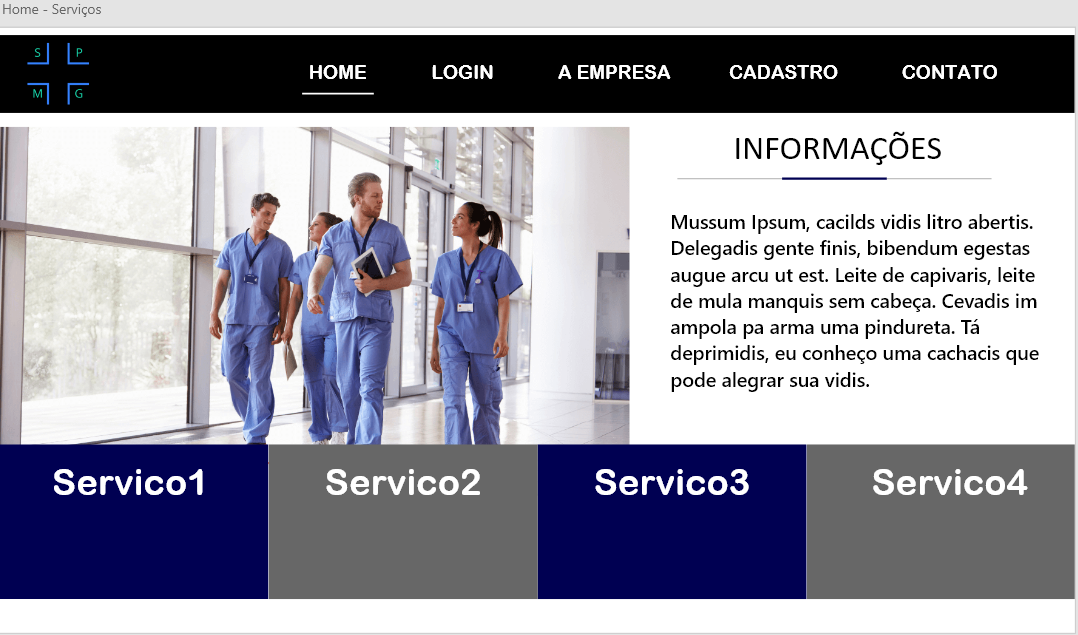 Home - Serviços
S P
M G
HOME LOGIN A EMPRESA CADASTRO CONTATO
INFORMAÇÕES
Mussum Ipsum, cacilds vidis litro abertis.
Delegadis gente finis, bibendum egestas
augue arcu ut est. Leite de capivaris, leite
de mula manquis sem cabeça. Cevadis im
ampola pa arma uma pindureta. Tá
deprimidis, eu conheço uma cachacis que
pode alegrar sua vidis.
Servico1 Servico2 Servico3 Servico4